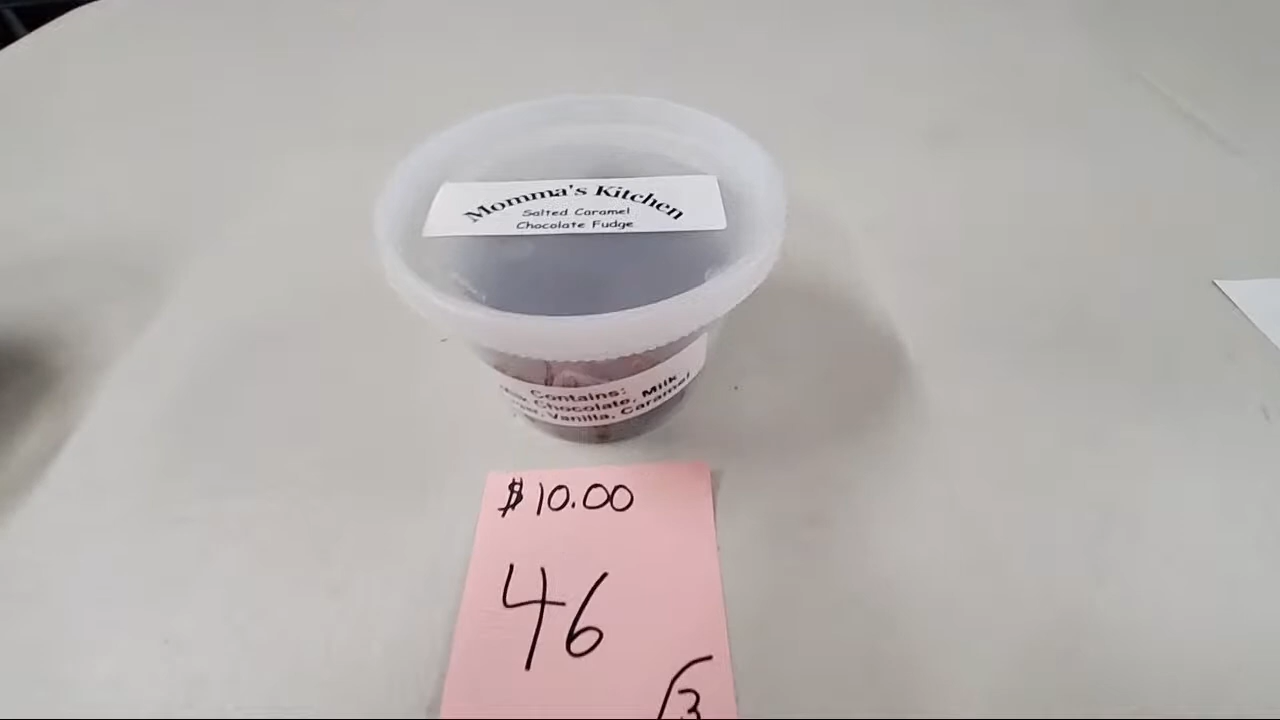 Momma's Kitchen
Salted Caramel
Chocolate Fudge
Contains:
Chocolate, Milk
Vanilla, Caramel
$10.00
46
3